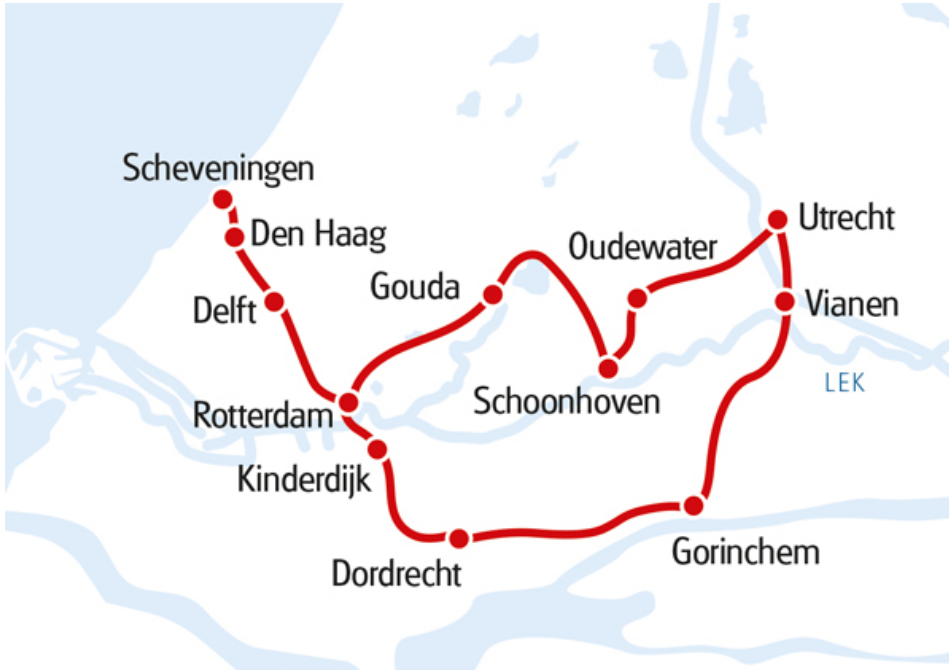 Scheveningen
Den Haag
Utrecht
Oudewater
Gouda
Delft
Vianen
LEK
Schoonhoven
Rotterdam
Kinderdijk
Gorinchem
Dordrecht